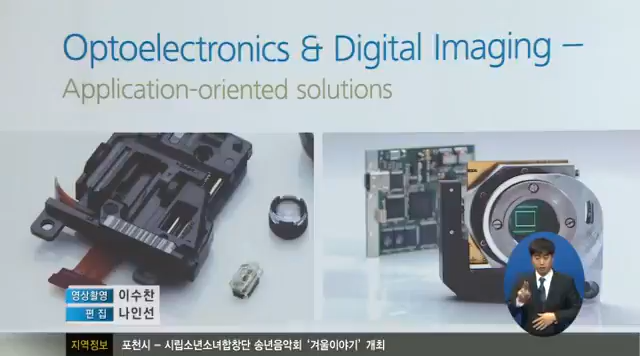 Optoelectronics & Digital Imaging –
Application-oriented solutions
영상촬영 이수찬
편 집 나인선
지역정보 포천시 – 시립소년소녀합창단 송년음악회 '겨울이야기' 개최